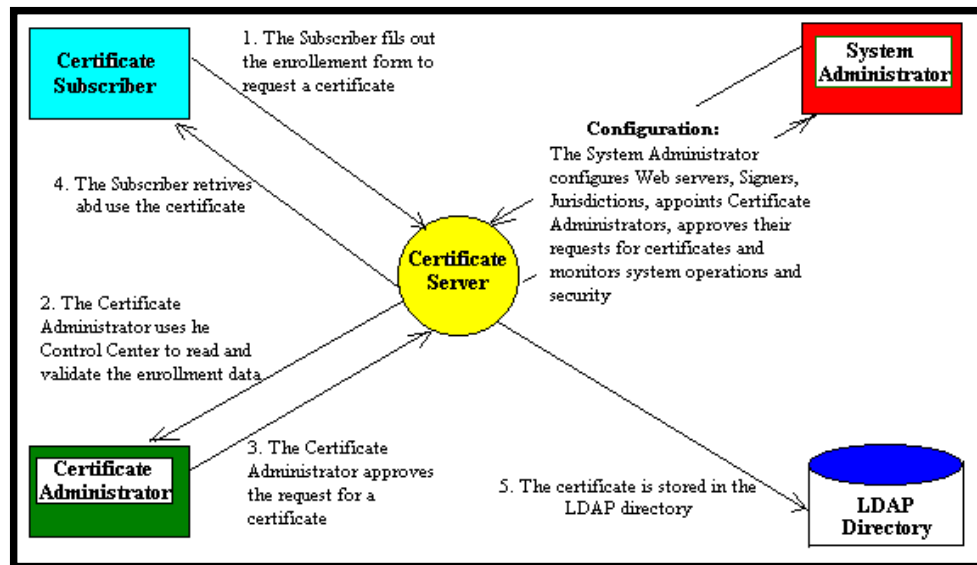 Certificate
Subscriber
1. The Subscriber fils out
the enrollement form to
request a certificate
System
Administrator
Configuration:
The System Administrator
configures Web servers, Signers,
Jurisdictions, appoints Certificate
Administrators, approves their
requests for certificates and
monitors system operations and
security
4. The Subscriber retrives
abd use the certificate
Certificate
Server
2. The Certificate
Administrator uses he
Control Center to read and
validate the enrollment data
Certificate
Administrator
3. The Certificate
Administrator approves
the request for a
certificate
5. The certificate is stored in the
LDAP directory
LDAP
Directory